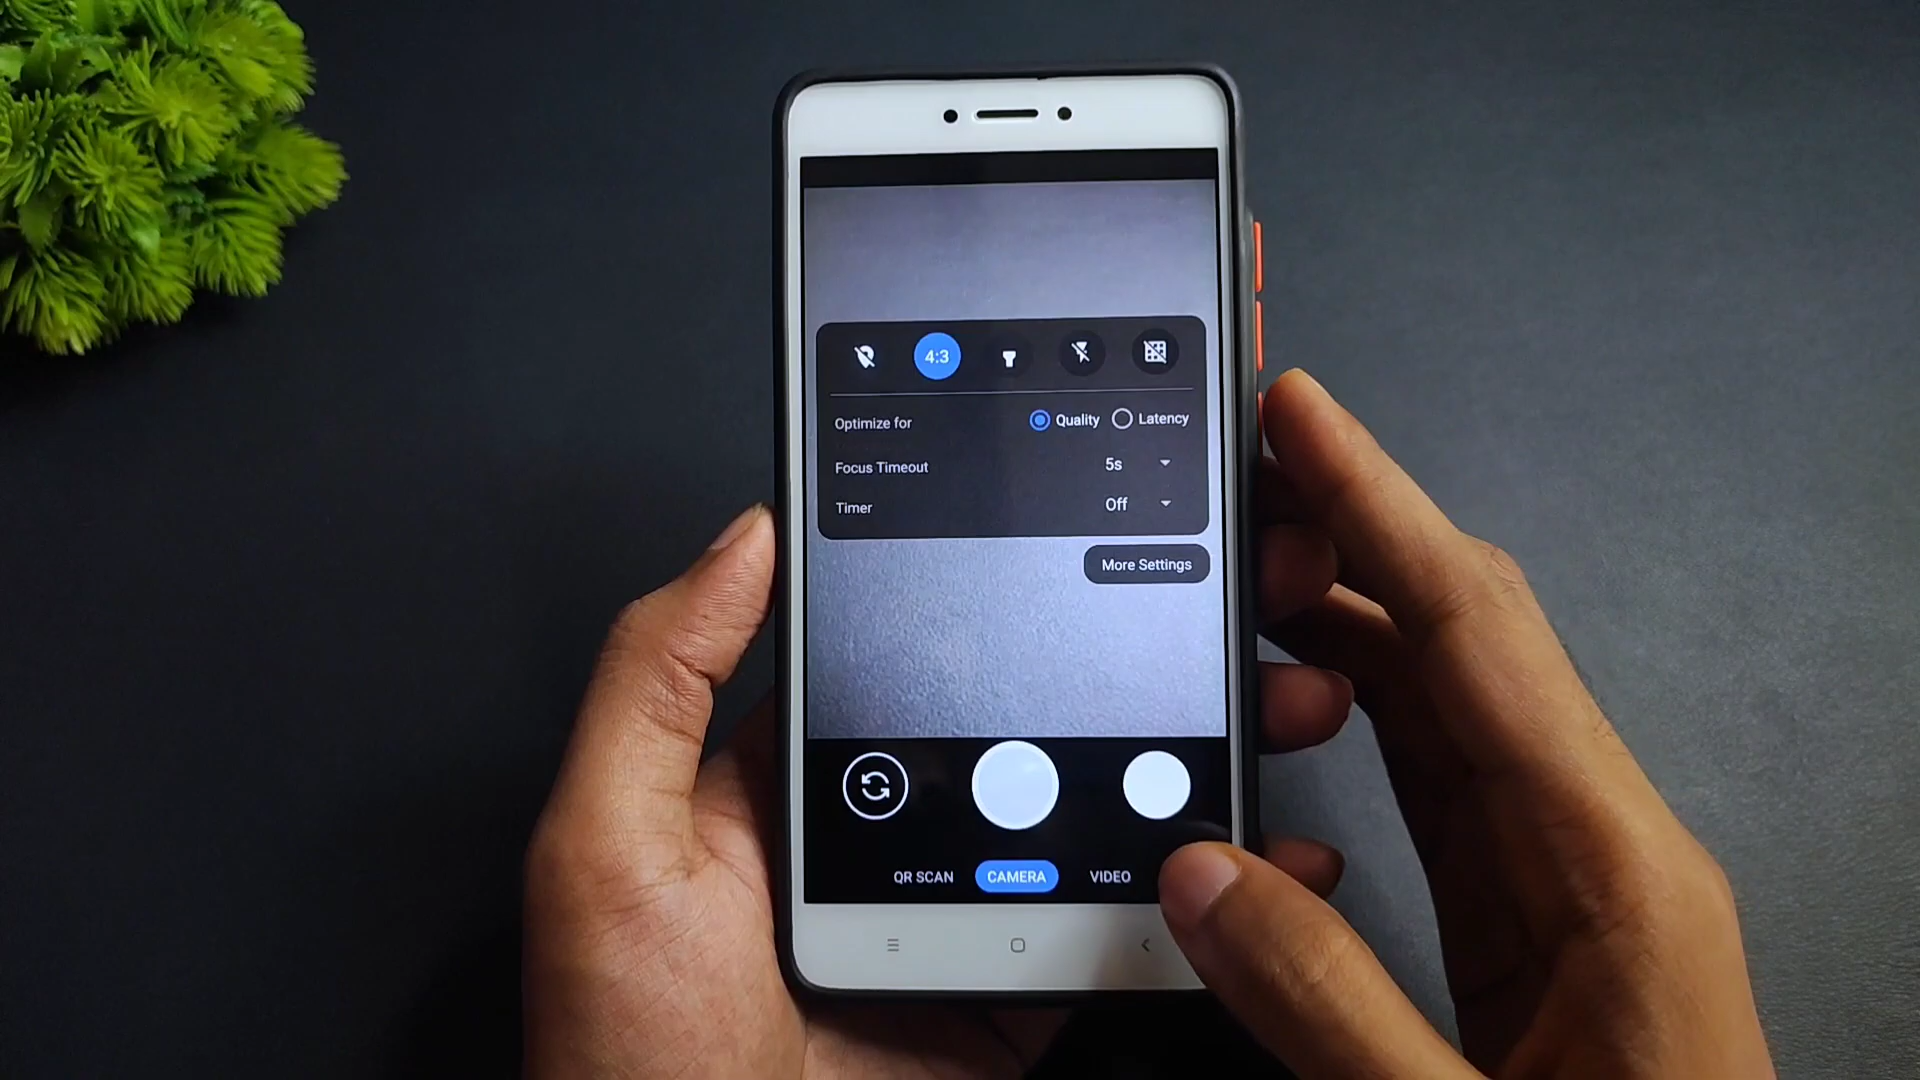 4:3
Optimize for Quality Latency
Focus Timeout 5s
Timer Off
More Settings
QR SCAN CAMERA VIDEO